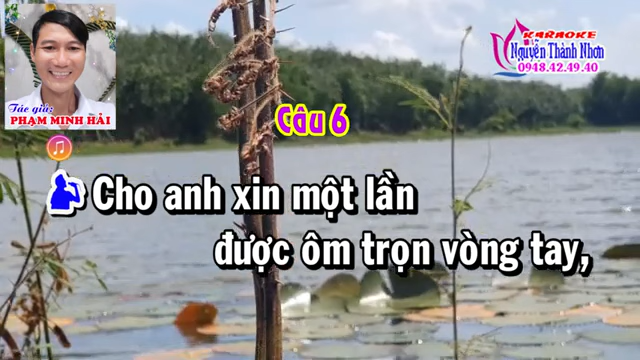 Tác giả:
PHẠM MINH HẢI
KARAOKE
Nguyễn Thành Nhơn
0948.42.49.40
Câu 6
Cho anh xin một lần
được ôm trọn vòng tay,